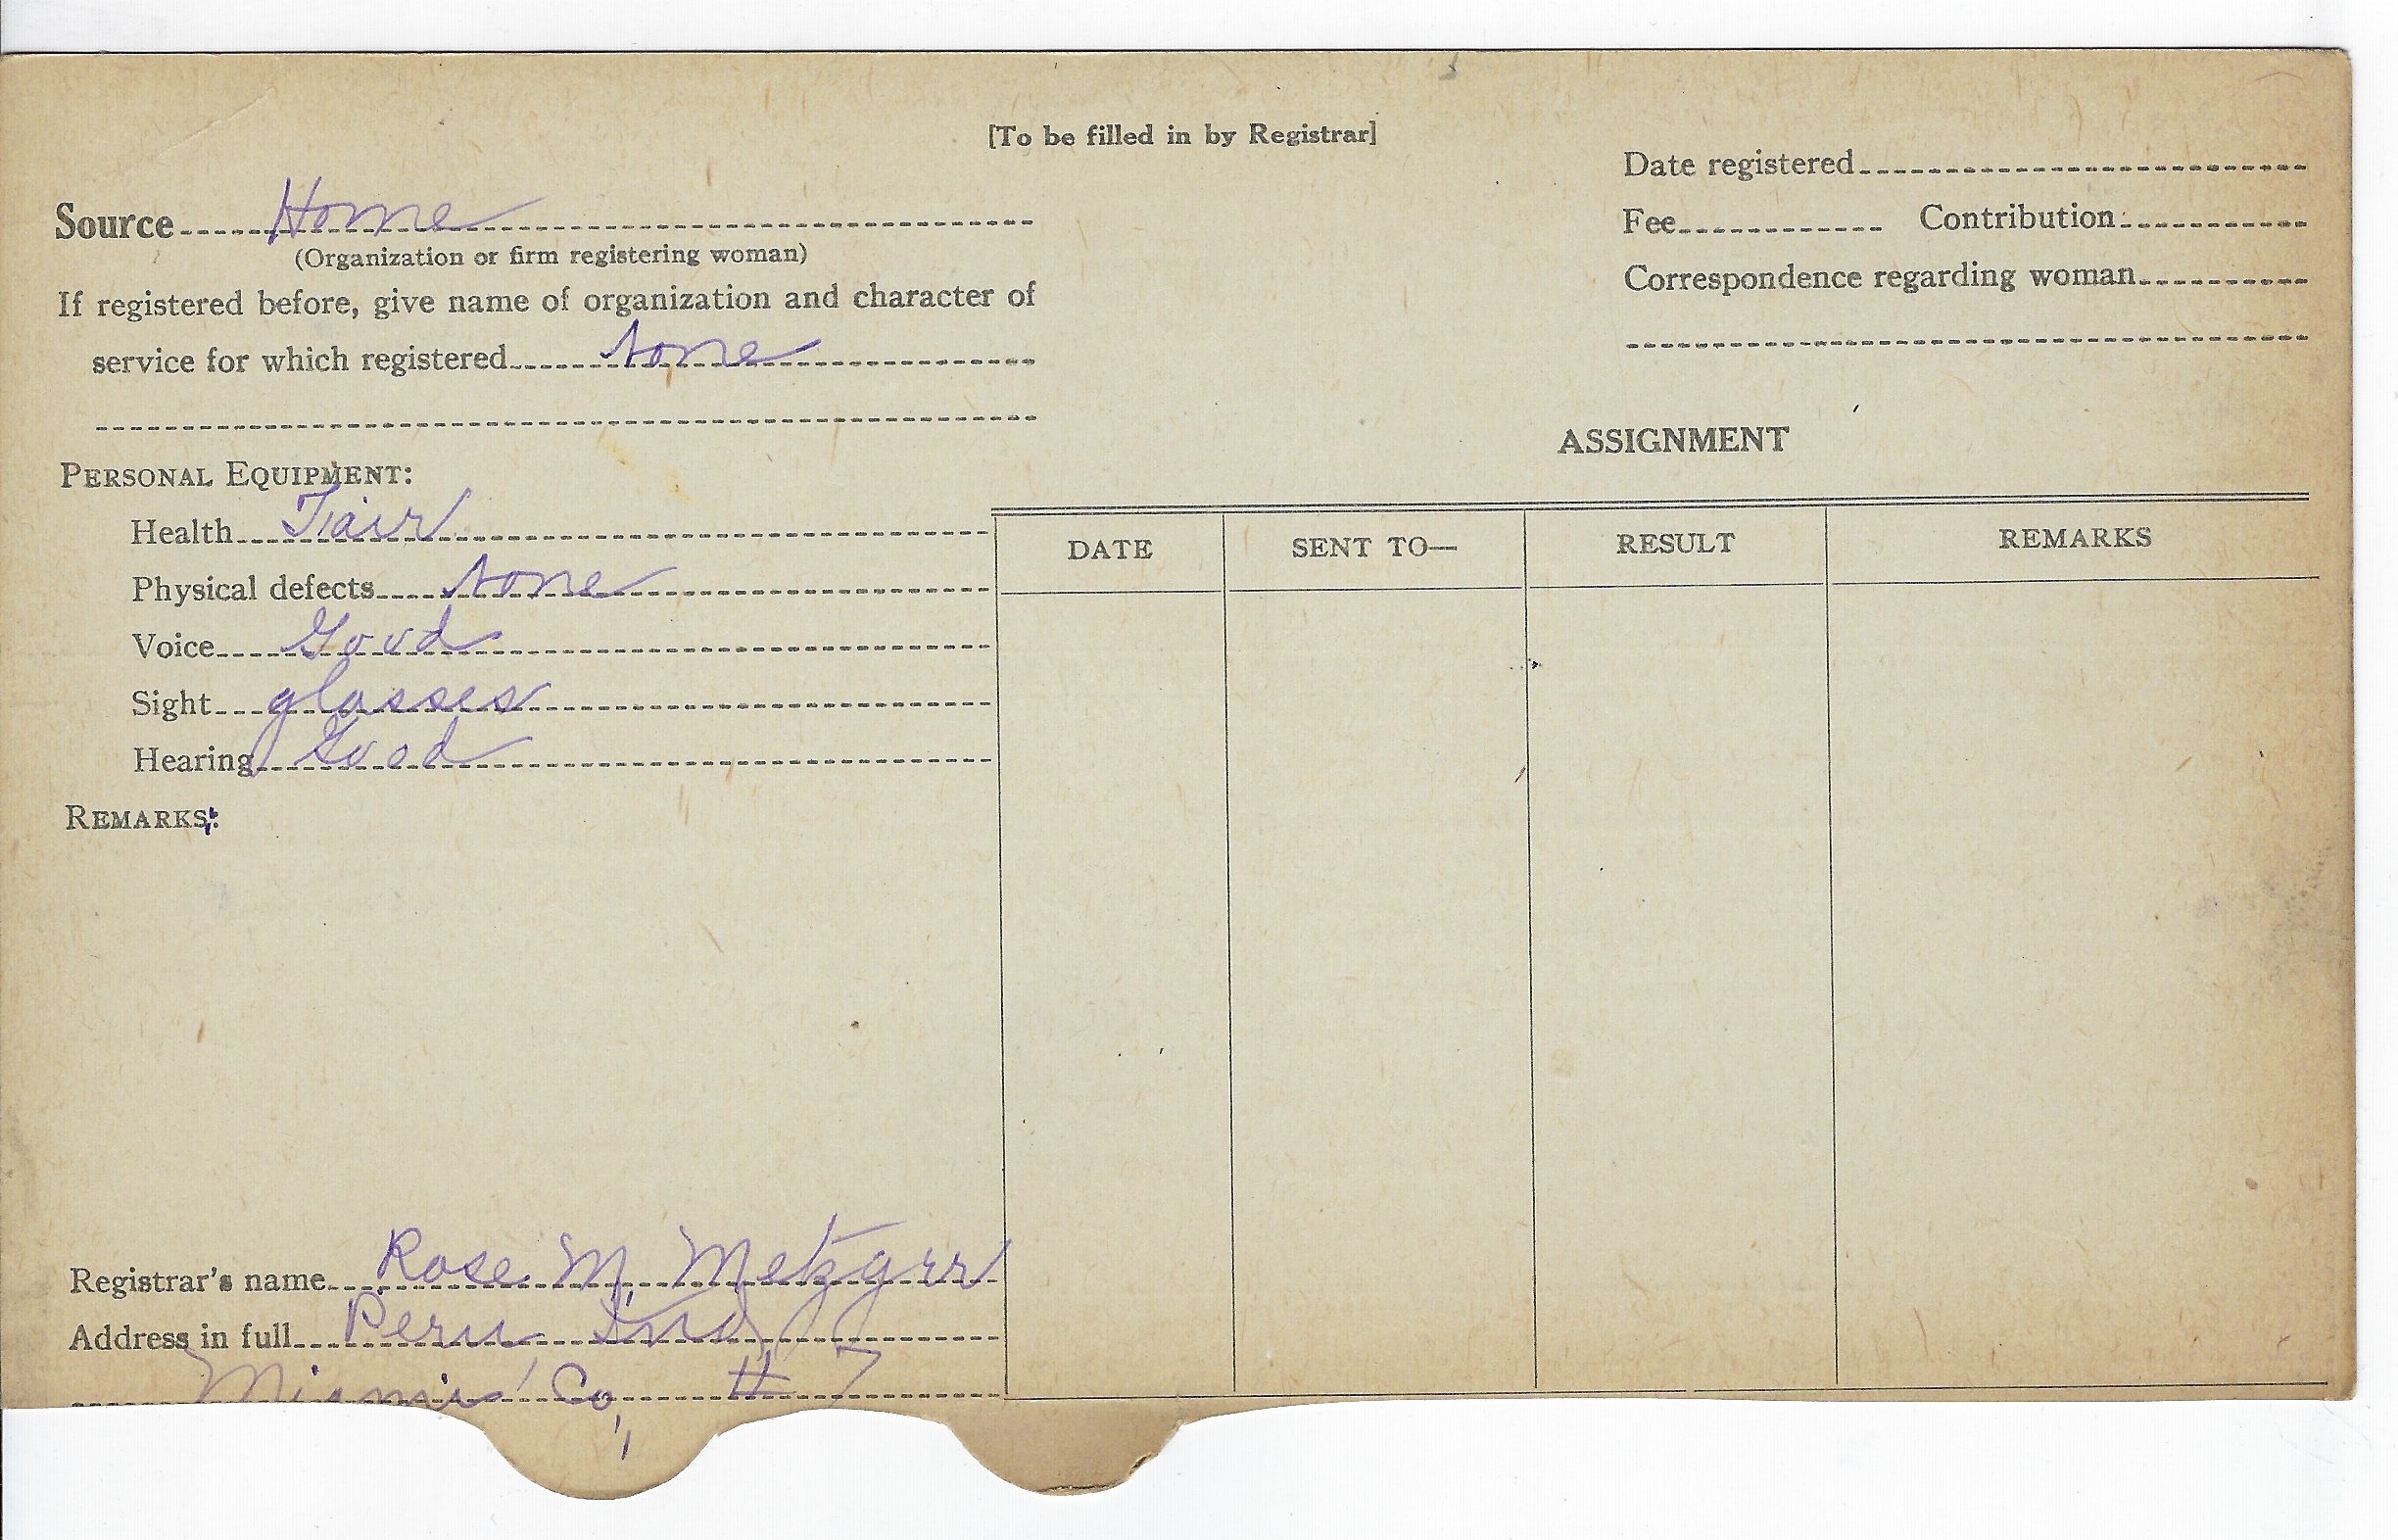 [To be filled in by Registrar]
Source Home
(Organization or firm registering woman)
If registered before, give name of organization and character of
service for which registered None
Date registered
Fee Contribution
Correspondence regarding woman
PERSONAL EQUIPMENT:
Health Fair
Physical defects None
Voice Good
Sight glasses
Hearing Good
REMARKS:
Registrar's name Rose M. Metzger
Address in full Peru Ind,
Miami Co, # 7
ASSIGNMENT
DATE SENT TO— RESULT REMARKS